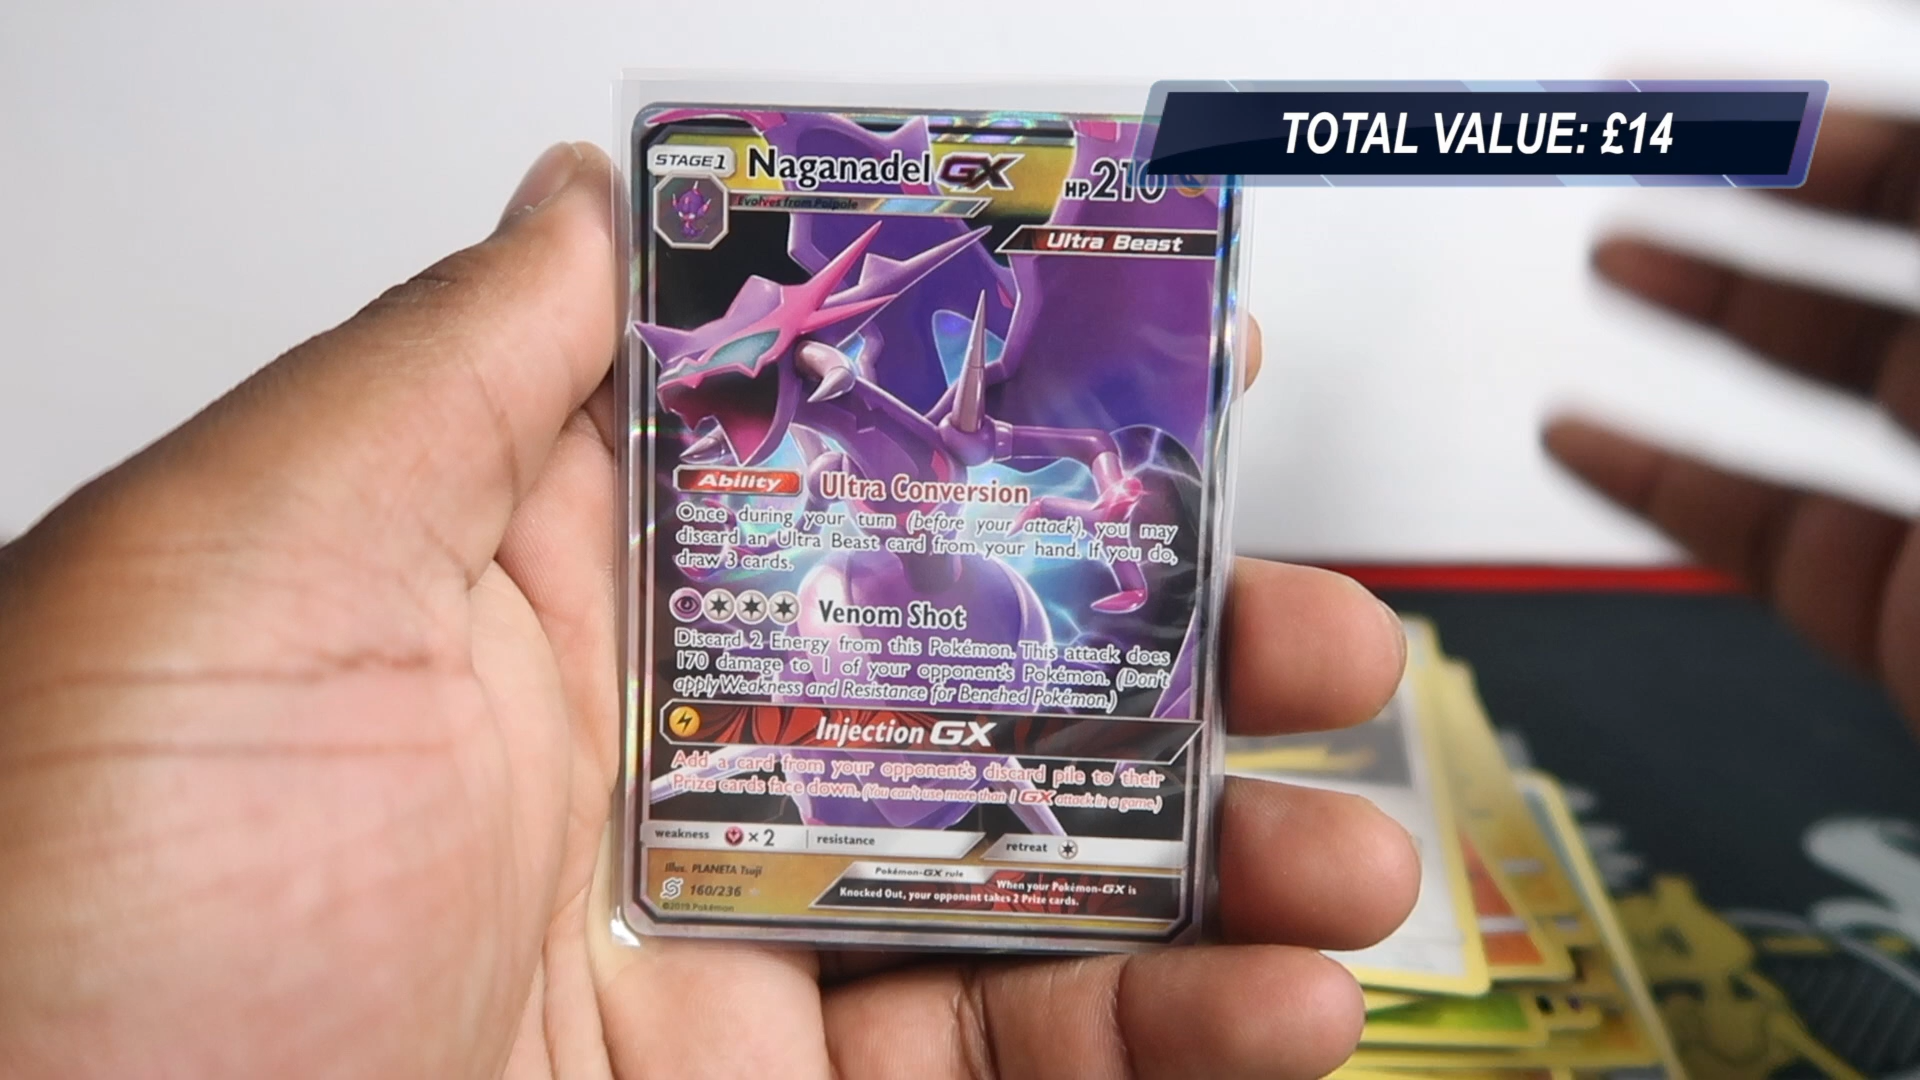 TOTAL VALUE: £14
STAGE 1 Naganadel GX HP 210
Evolves from Poipole
Ultra Beast
Ability Ultra Conversion
Once during your turn (before your attack), you may
discard an Ultra Beast card from your hand. If you do,
draw 3 cards.
Venom Shot
Discard 2 Energy from this Pokémon. This attack does
170 damage to 1 of your opponent's Pokémon. (Don't
apply Weakness and Resistance for Benched Pokémon.)
Injection GX
Add a card from your opponent's discard pile to their
Prize cards face down. (You can't use more than 1 GX attack in a game.)
weakness × 2 resistance retreat
Illus. PLANETA Tsuji
160/236
©2019 Pokémon
Pokémon-GX rule
When your Pokémon-GX is
Knocked Out, your opponent takes 2 Prize cards.